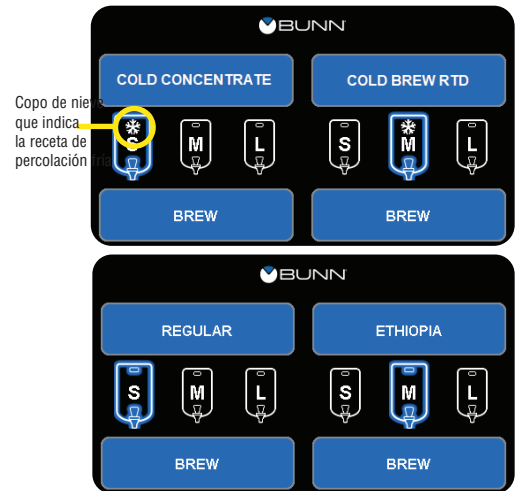 BUNN
COLD CONCENTRATE
COLD BREW RTD
Copo de nieve
que indica
la receta de
percolación fría
S M L S M L
BREW
BREW
BUNN
REGULAR
ETHIOPIA
S M L S M L
BREW
BREW